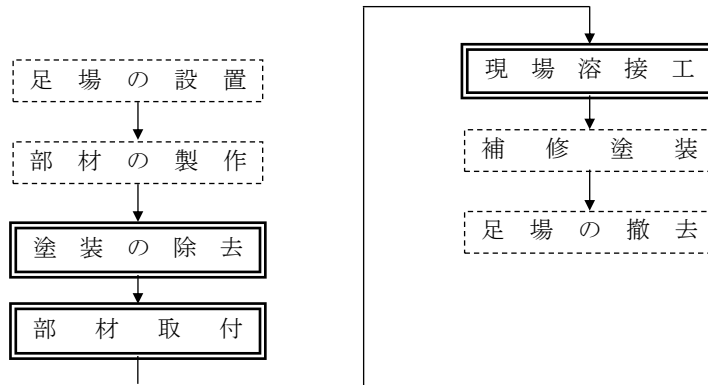 足場の設置
部材の製作
塗装の除去
部材取付
現場溶接工
補修塗装
足場の撤去